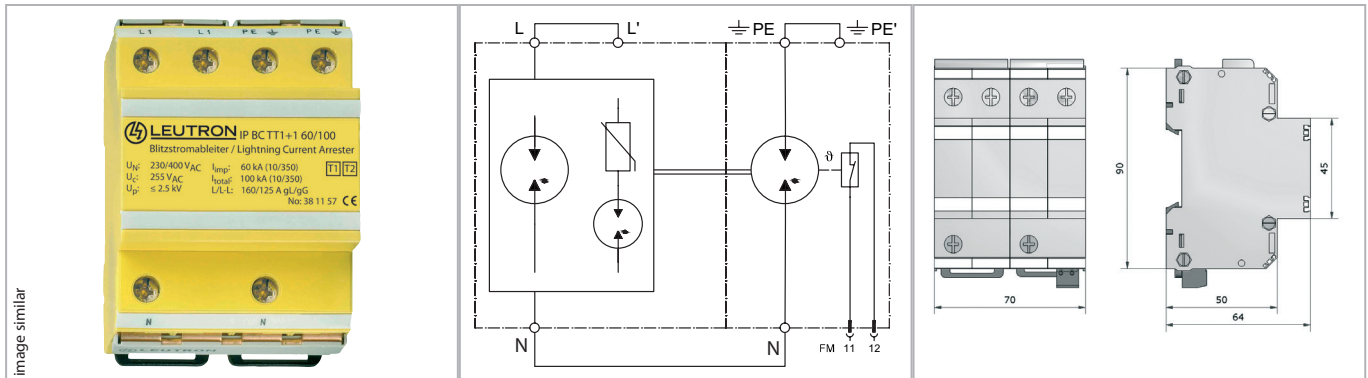 L1 L1 PE PE
LEUTRON IP BC TT1+1 60/100
Blitzstromableiter / Lightning Current Arrester
UN: 230/400 VAC Iimp: 60 kA (10/350) T1 T2
Uc: 255 VAC Itotal: 100 kA (10/350)
Up: ≤ 2.5 kV L/L-L: 160/125 A gL/gG
No: 38 11 57 CE
N N
LEUTRON
image similar
L L' PE PE'
ϑ
N N FM 11 12
90
70
45
50
64